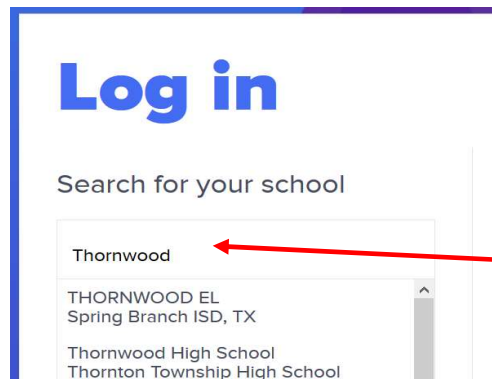 Log in
Search for your school
Thornwood
THORNWOOD EL
Spring Branch ISD, TX
Thornwood High School
Thornton Township High School